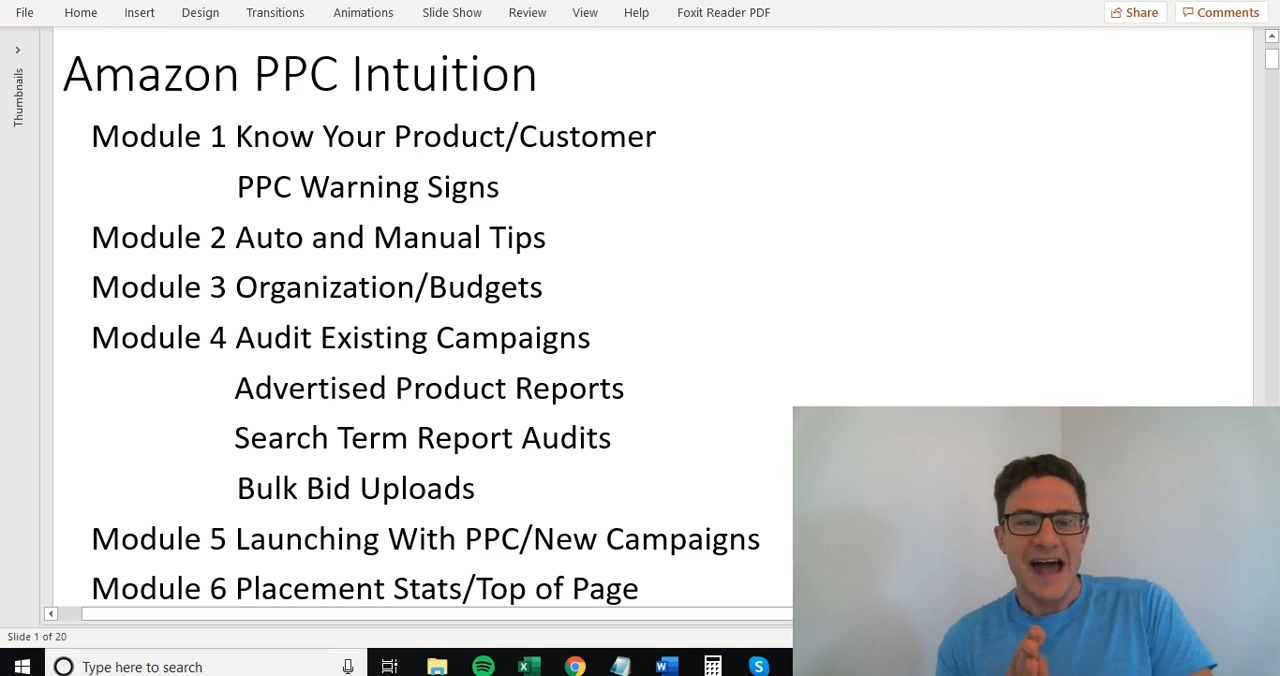 File Home Insert Design Transitions Animations Slide Show Review View Help Foxit Reader PDF Share Comments
Thumbnails
Amazon PPC Intuition
Module 1 Know Your Product/Customer
PPC Warning Signs
Module 2 Auto and Manual Tips
Module 3 Organization/Budgets
Module 4 Audit Existing Campaigns
Advertised Product Reports
Search Term Report Audits
Bulk Bid Uploads
Module 5 Launching With PPC/New Campaigns
Module 6 Placement Stats/Top of Page
Slide 1 of 20
Type here to search